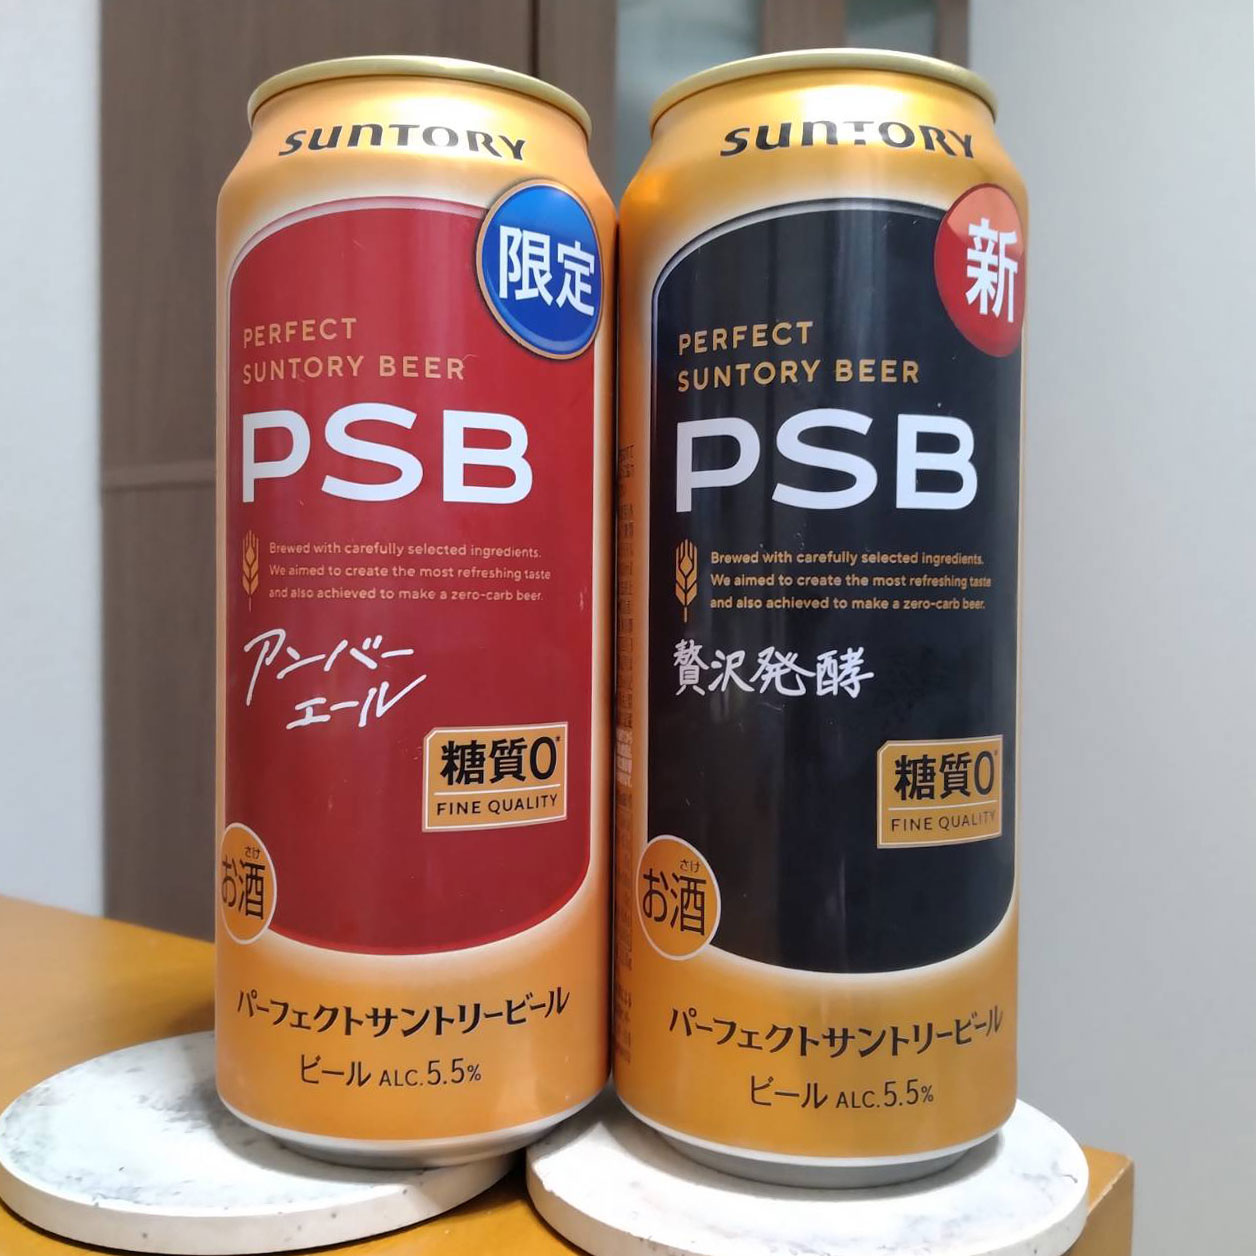 SUNTORY
限定
PERFECT
SUNTORY BEER
PSB
Brewed with carefully selected ingredients.
We aimed to create the most refreshing taste
and also achieved to make a zero-carb beer.
アンバー
エール
糖質0*
FINE QUALITY
さけ
お酒
パーフェクトサントリービール
ビール ALC.5.5%
SUNTORY
新
PERFECT
SUNTORY BEER
PSB
Brewed with carefully selected ingredients.
We aimed to create the most refreshing taste
and also achieved to make a zero-carb beer.
贅沢発酵
糖質0*
FINE QUALITY
さけ
お酒
パーフェクトサントリービール
ビール ALC.5.5%